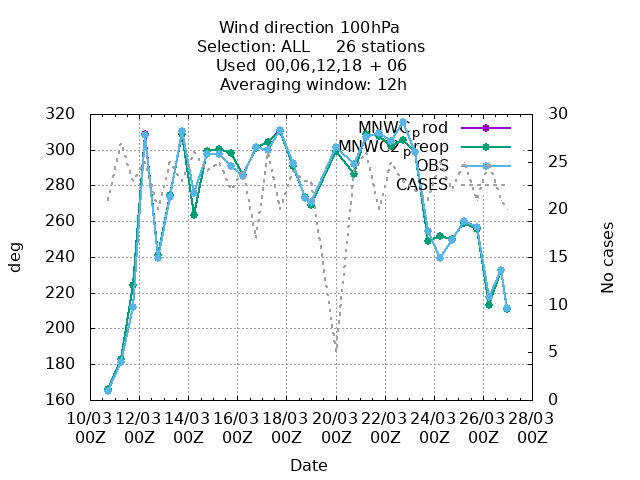 Wind direction 100hPa
Selection: ALL 26 stations
Used 00,06,12,18 + 06
Averaging window: 12h
320
300
280
260
240
220
200
180
160
deg
30
25
20
15
10
5
0
No cases
MNWC_prod
MNWC2_preop
OBS
CASES
10/03 12/03 14/03 16/03 18/03 20/03 22/03 24/03 26/03 28/03
00Z 00Z 00Z 00Z 00Z 00Z 00Z 00Z 00Z 00Z
Date